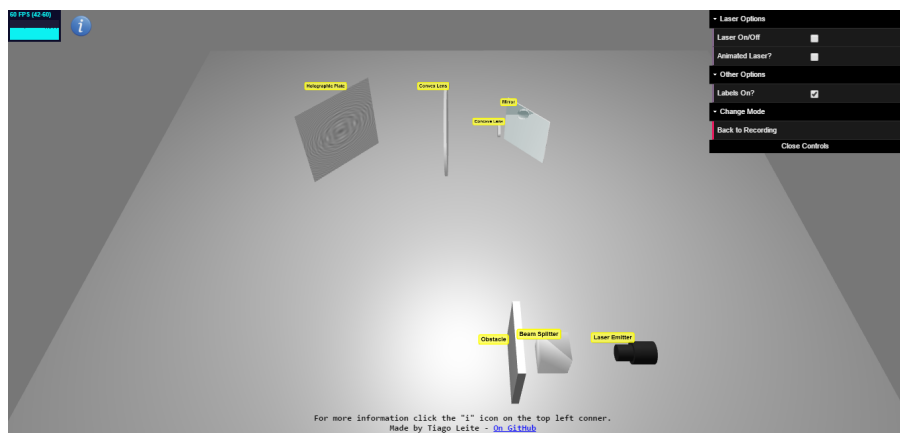 60 FPS (42-60)
i
Laser Options
Laser On/Off
Animated Laser?
Other Options
Labels On?
Change Mode
Back to Recording
Close Controls
Holographic Plate
Convex Lens
Mirror
Concave Lens
Obstacle
Beam Splitter
Laser Emitter
For more information click the "i" icon on the top left conner.
Made by Tiago Leite - On GitHub